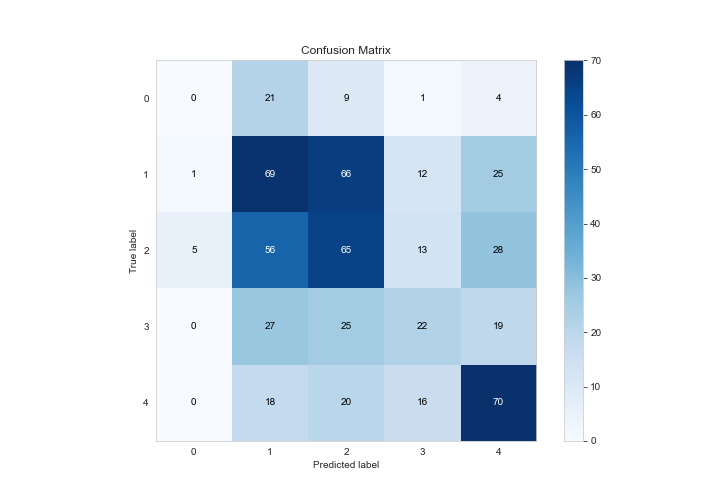 Confusion Matrix
True label
0 0 21 9 1 4
1 1 69 66 12 25
2 5 56 65 13 28
3 0 27 25 22 19
4 0 18 20 16 70
0 1 2 3 4
Predicted label
70
60
50
40
30
20
10
0